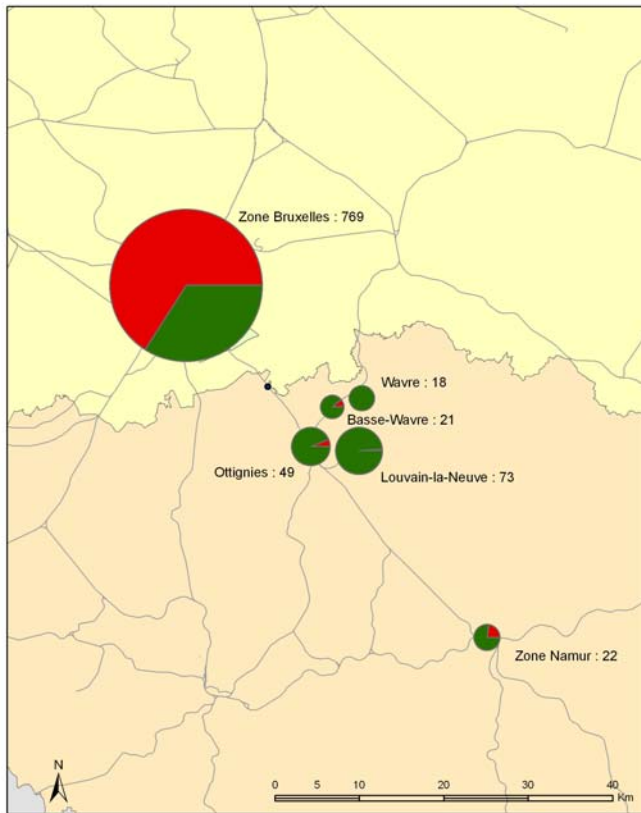 Zone Bruxelles : 769
Wavre : 18
Basse-Wavre : 21
Ottignies : 49
Louvain-la-Neuve : 73
Zone Namur : 22
N
0 5 10 20 30 40
Km